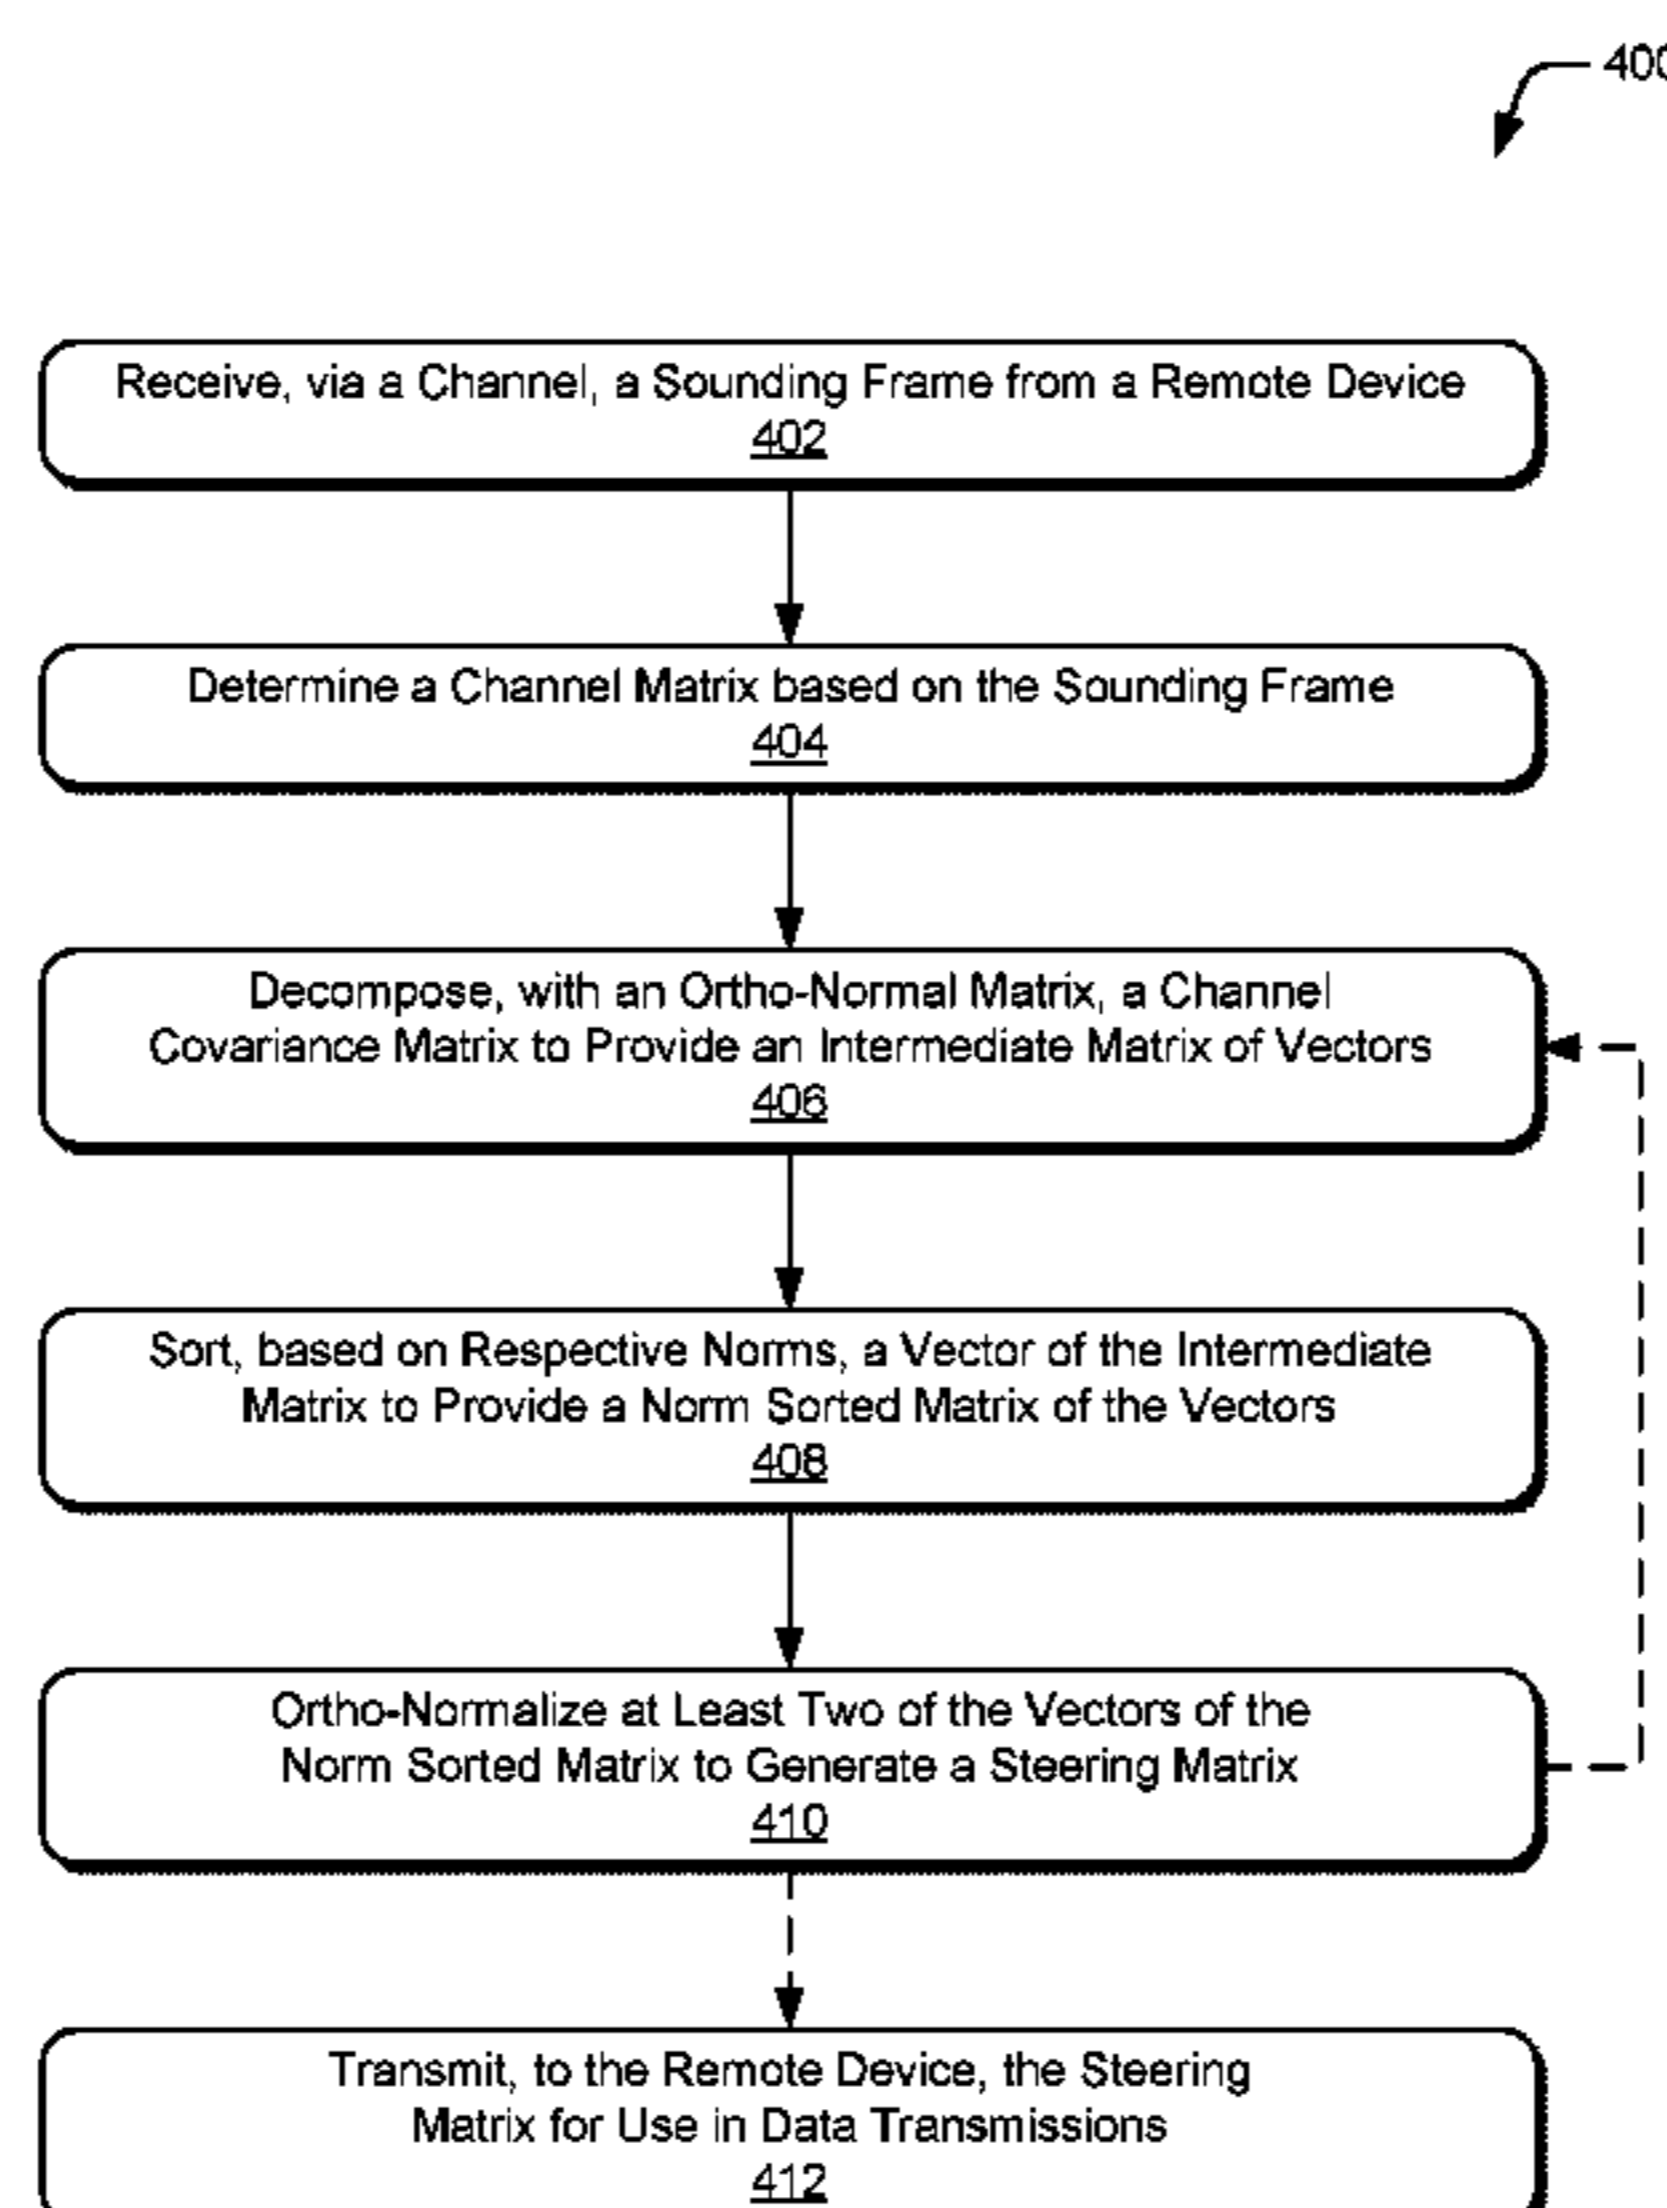 400
Receive, via a Channel, a Sounding Frame from a Remote Device
402
Determine a Channel Matrix based on the Sounding Frame
404
Decompose, with an Ortho-Normal Matrix, a Channel
Covariance Matrix to Provide an Intermediate Matrix of Vectors
406
Sort, based on Respective Norms, a Vector of the Intermediate
Matrix to Provide a Norm Sorted Matrix of the Vectors
408
Ortho-Normalize at Least Two of the Vectors of the
Norm Sorted Matrix to Generate a Steering Matrix
410
Transmit, to the Remote Device, the Steering
Matrix for Use in Data Transmissions
412